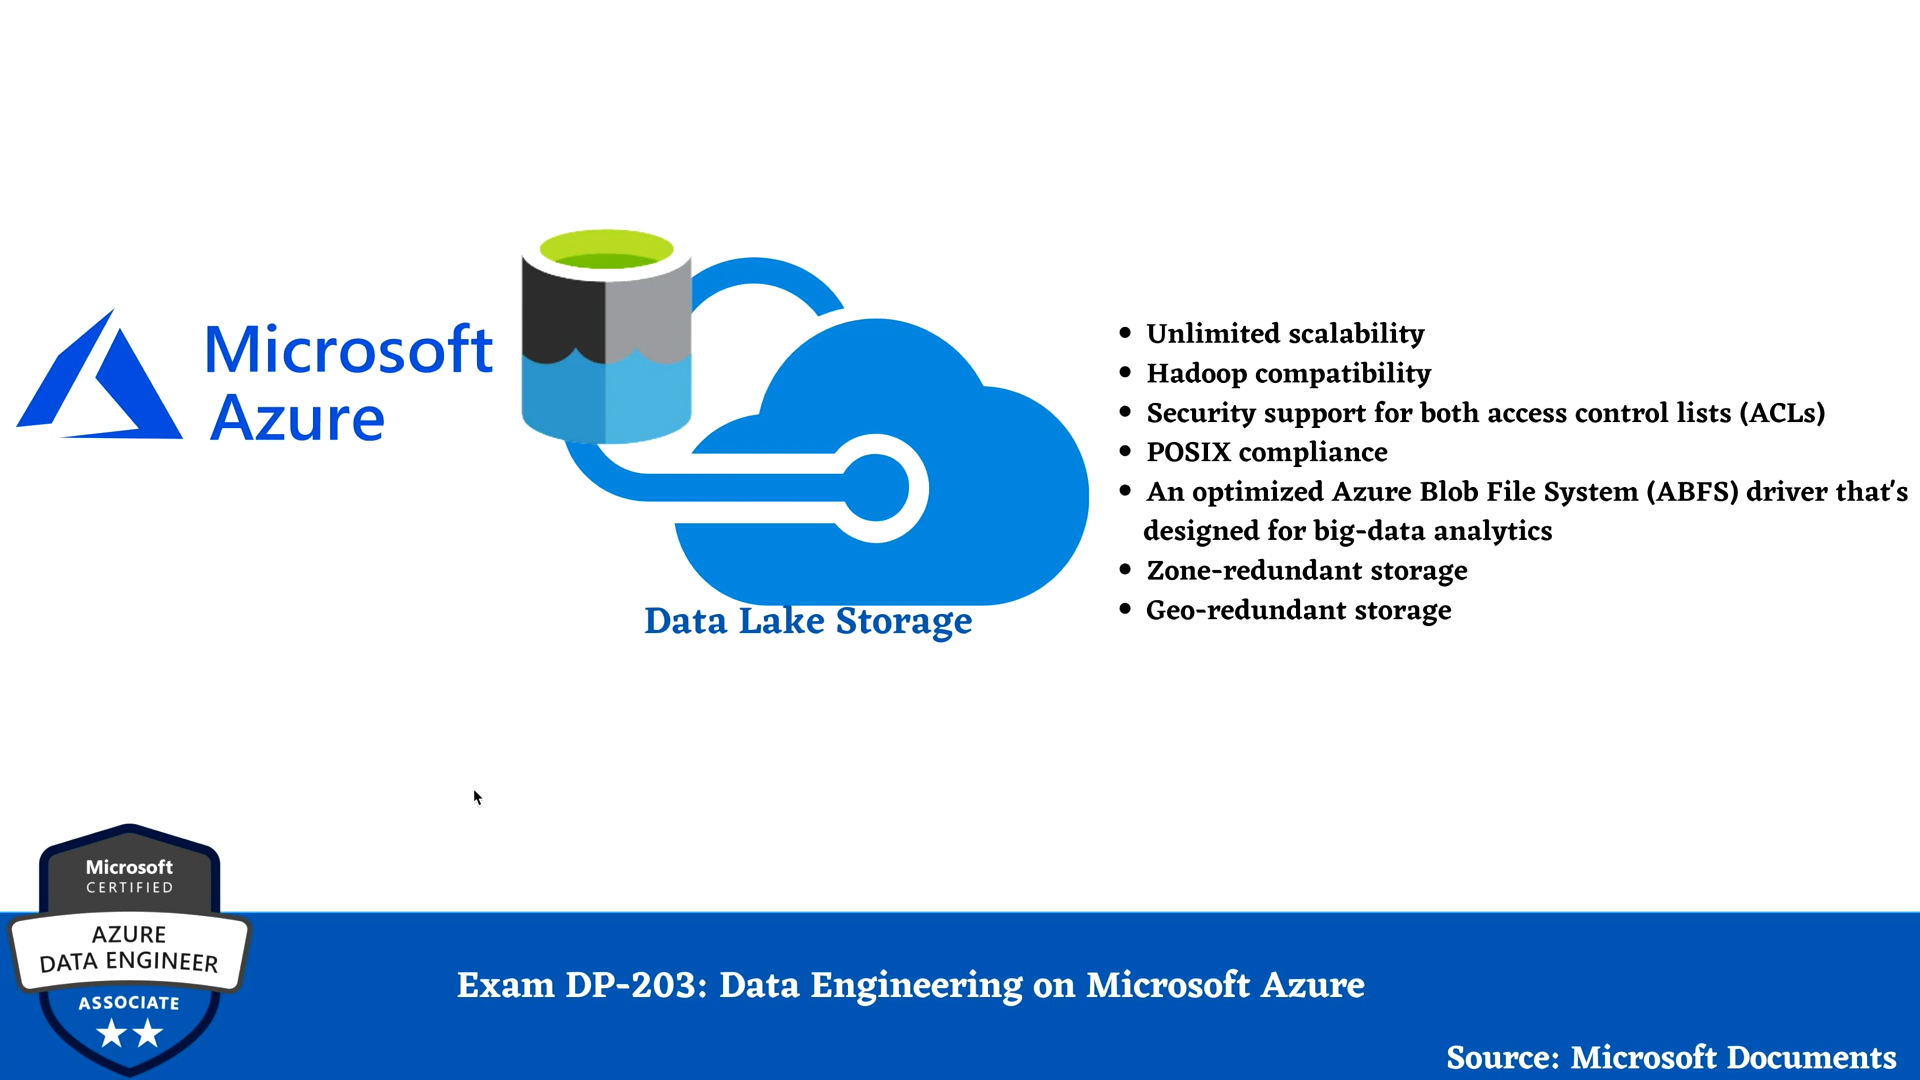 Microsoft
Azure
Data Lake Storage
• Unlimited scalability
• Hadoop compatibility
• Security support for both access control lists (ACLs)
• POSIX compliance
• An optimized Azure Blob File System (ABFS) driver that's
designed for big-data analytics
• Zone-redundant storage
• Geo-redundant storage
Microsoft
CERTIFIED
AZURE
DATA ENGINEER
ASSOCIATE
Exam DP-203: Data Engineering on Microsoft Azure
Source: Microsoft Documents